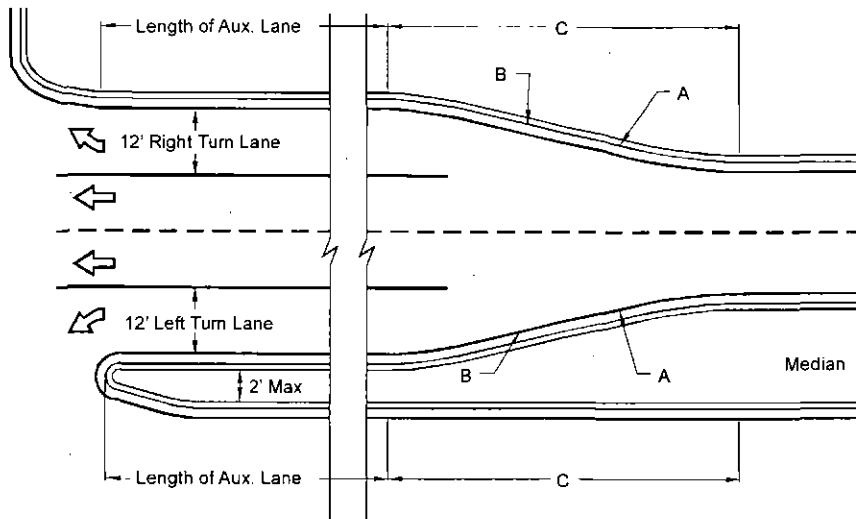 Length of Aux. Lane
C
B
A
12' Right Turn Lane
12' Left Turn Lane
B
A
Median
2' Max
Length of Aux. Lane
C